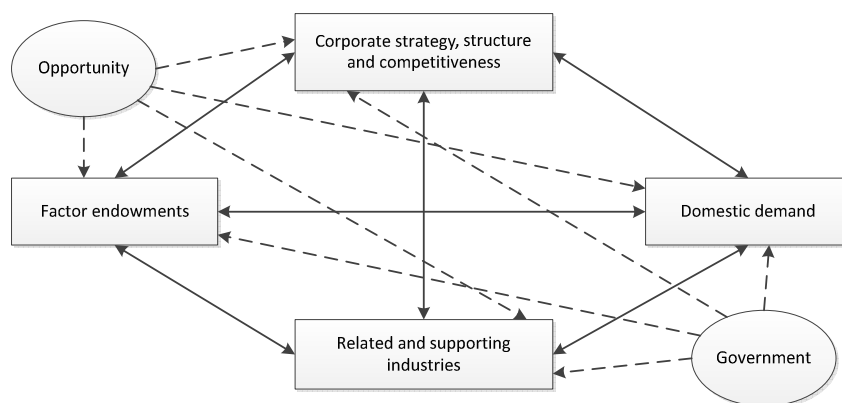 Corporate strategy, structure
and competitiveness
Opportunity
Factor endowments
Domestic demand
Related and supporting
industries
Government